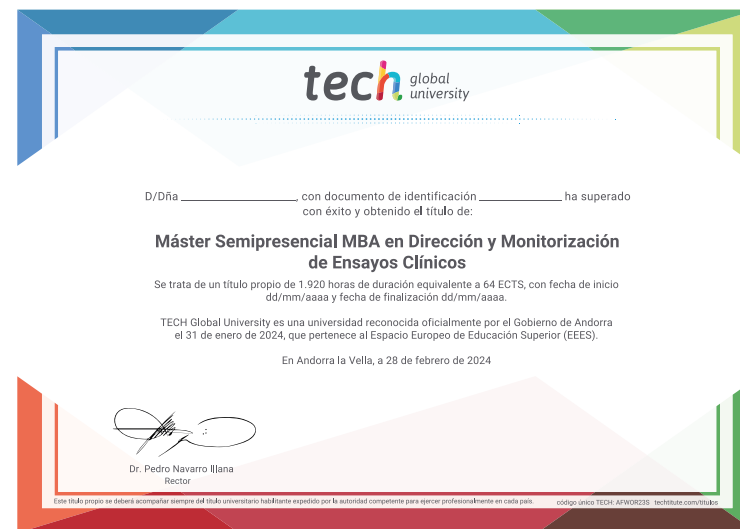 tech global university
D/Dña ____________, con documento de identificación ____________ ha superado
con éxito y obtenido el título de:
Máster Semipresencial MBA en Dirección y Monitorización
de Ensayos Clínicos
Se trata de un título propio de 1.920 horas de duración equivalente a 64 ECTS, con fecha de inicio
dd/mm/aaaa y fecha de finalización dd/mm/aaaa.
TECH Global University es una universidad reconocida oficialmente por el Gobierno de Andorra
el 31 de enero de 2024, que pertenece al Espacio Europeo de Educación Superior (EEES).
En Andorra la Vella, a 28 de febrero de 2024
Dr. Pedro Navarro Illana
Rector
Este título propio se deberá acompañar siempre del título universitario habilitante expedido por la autoridad competente para ejercer profesionalmente en cada país. código único TECH: AFWOR23S techtitute.com/titulos